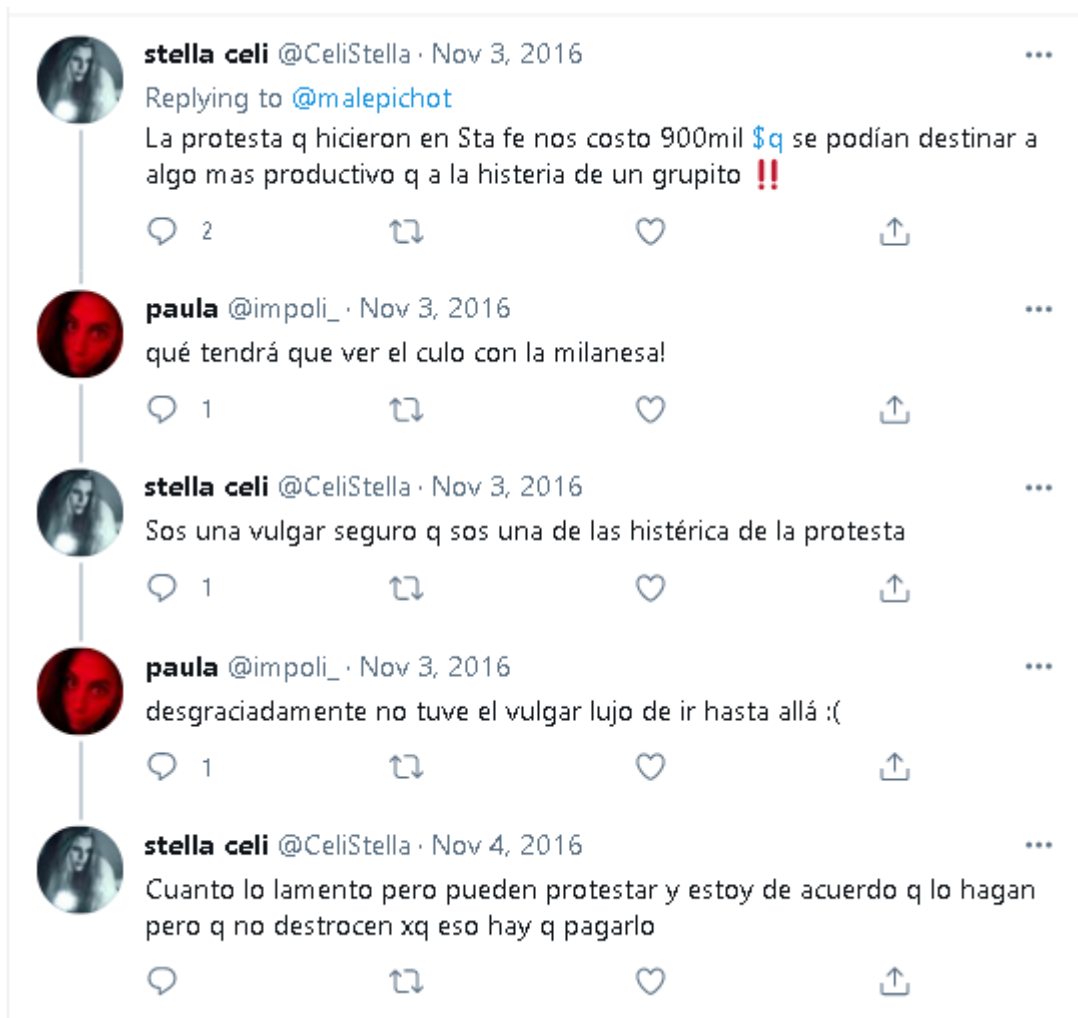 stella celi @CeliStella · Nov 3, 2016
Replying to @malepichot
La protesta q hicieron en Sta fe nos costo 900mil $q se podían destinar a
algo mas productivo q a la histeria de un grupito ‼
2
paula @impoli_ · Nov 3, 2016
qué tendrá que ver el culo con la milanesa!
1
stella celi @CeliStella · Nov 3, 2016
Sos una vulgar seguro q sos una de las histérica de la protesta
1
paula @impoli_ · Nov 3, 2016
desgraciadamente no tuve el vulgar lujo de ir hasta allá :(
1
stella celi @CeliStella · Nov 4, 2016
Cuanto lo lamento pero pueden protestar y estoy de acuerdo q lo hagan
pero q no destrocen xq eso hay q pagarlo